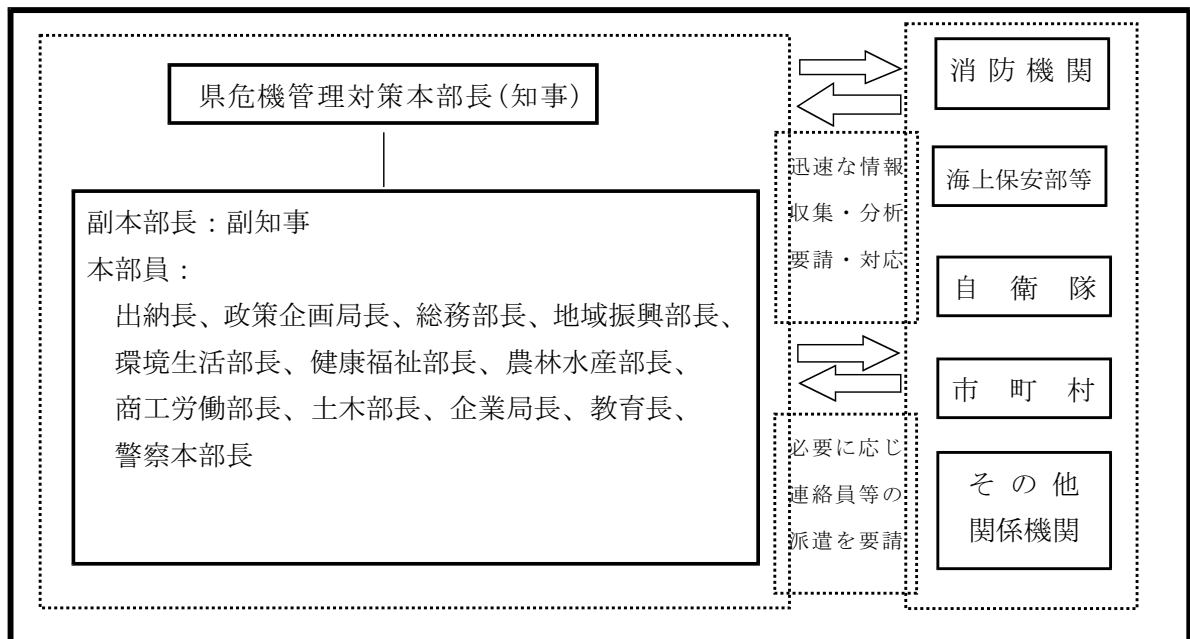 県危機管理対策本部長(知事)
副本部長：副知事
本部員：
出納長、政策企画局長、総務部長、地域振興部長、
環境生活部長、健康福祉部長、農林水産部長、
商工労働部長、土木部長、企業局長、教育長、
警察本部長
迅速な情報
収集・分析
要請・対応
必要に応じ
連絡員等の
派遣を要請
消防機関
海上保安部等
自衛隊
市町村
その他
関係機関